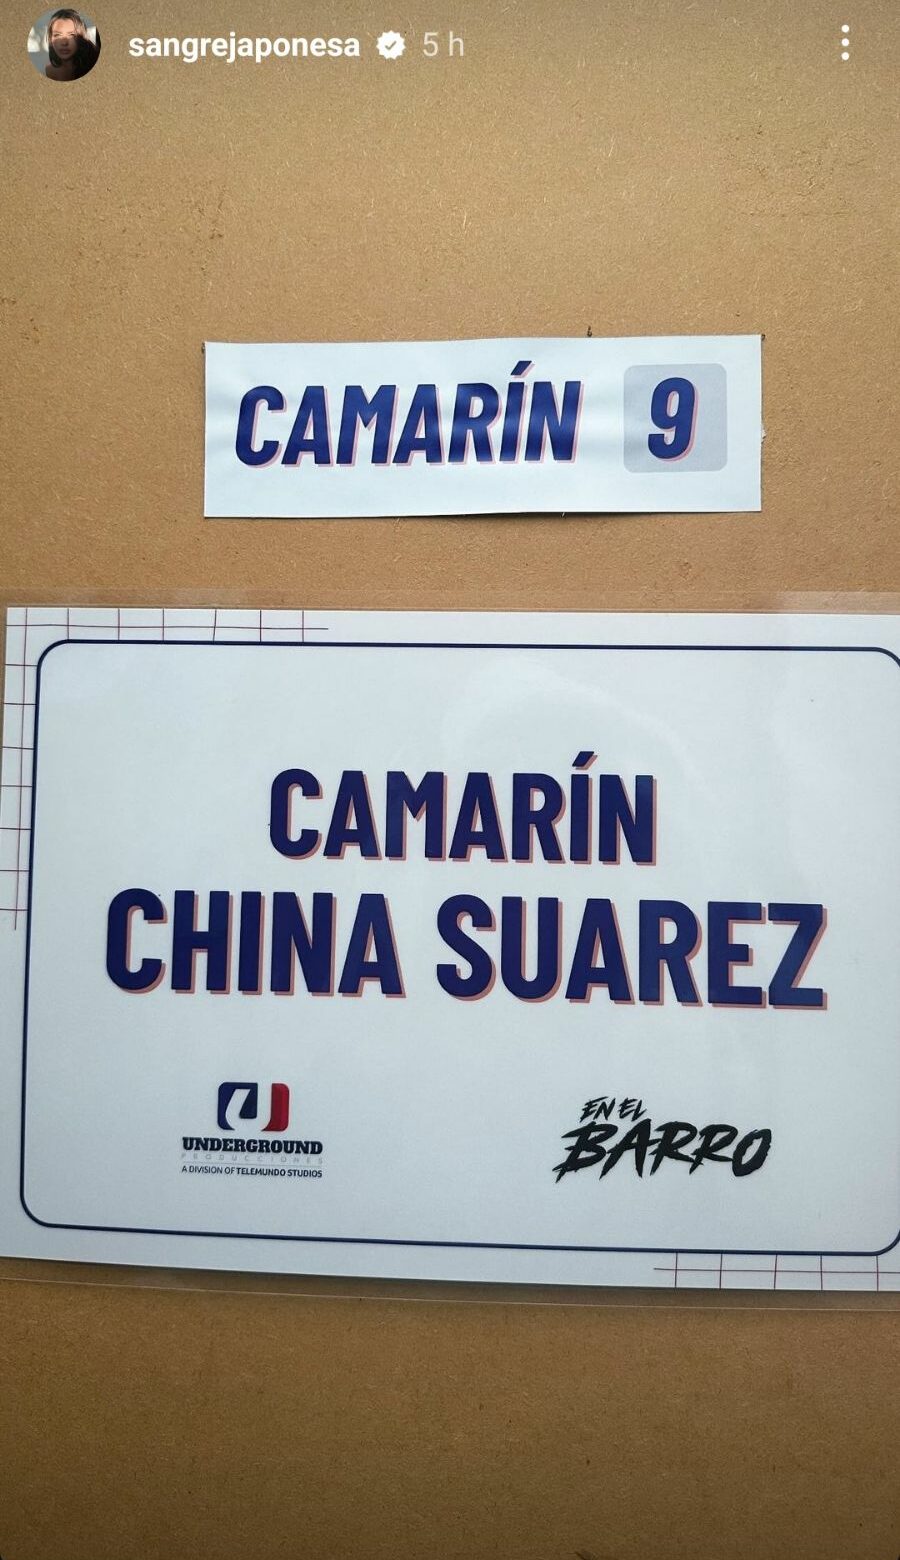 sangrejaponesa 5 h
CAMARÍN 9
CAMARÍN
CHINA SUAREZ
UNDERGROUND
PRODUCCIONES
A DIVISION OF TELEMUNDO STUDIOS
EN EL
BARRO